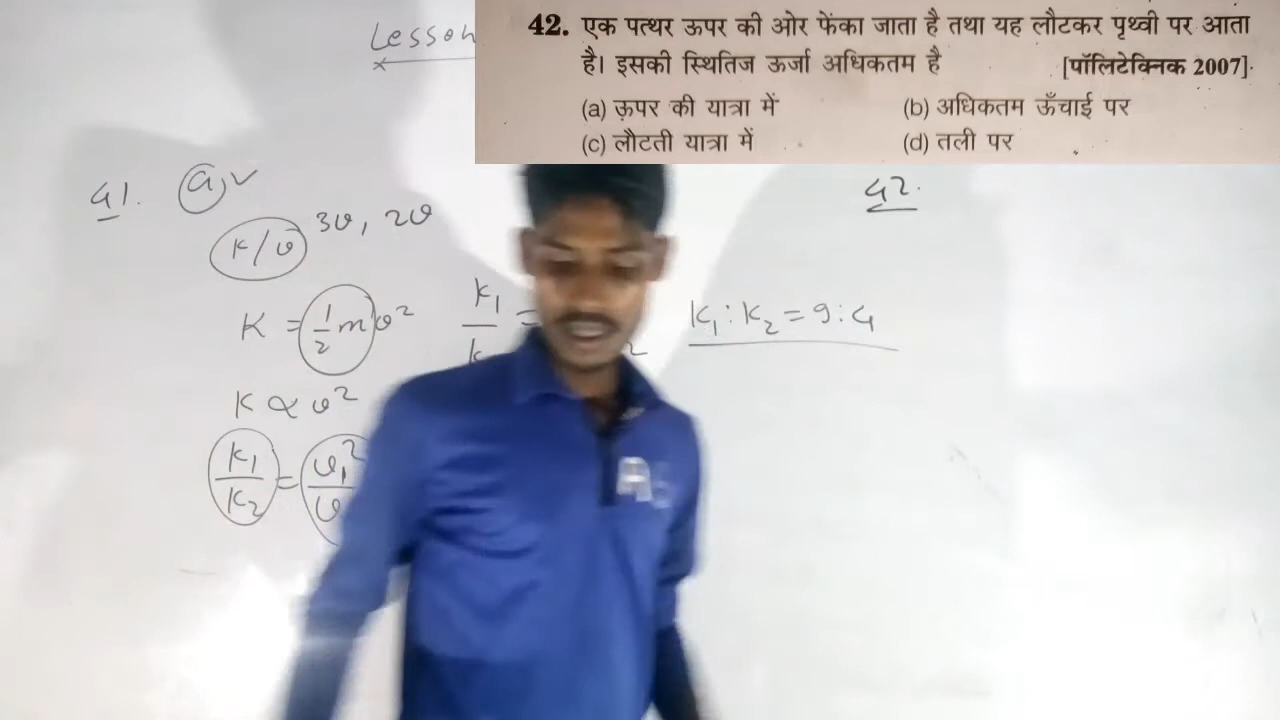 Lesson
42. एक पत्थर ऊपर की ओर फेंका जाता है तथा यह लौटकर पृथ्वी पर आता
है। इसकी स्थितिज ऊर्जा अधिकतम है [पॉलिटेक्निक 2007].
(a) ऊपर की यात्रा में (b) अधिकतम ऊँचाई पर
(c) लौटती यात्रा में (d) तली पर
41.
42.
K/v 3v, 2v
K = 1/2 mv²
K₁
K₁ : K₂ = 9 : 4
K ∝ v²
K₁/K₂ = v₁²